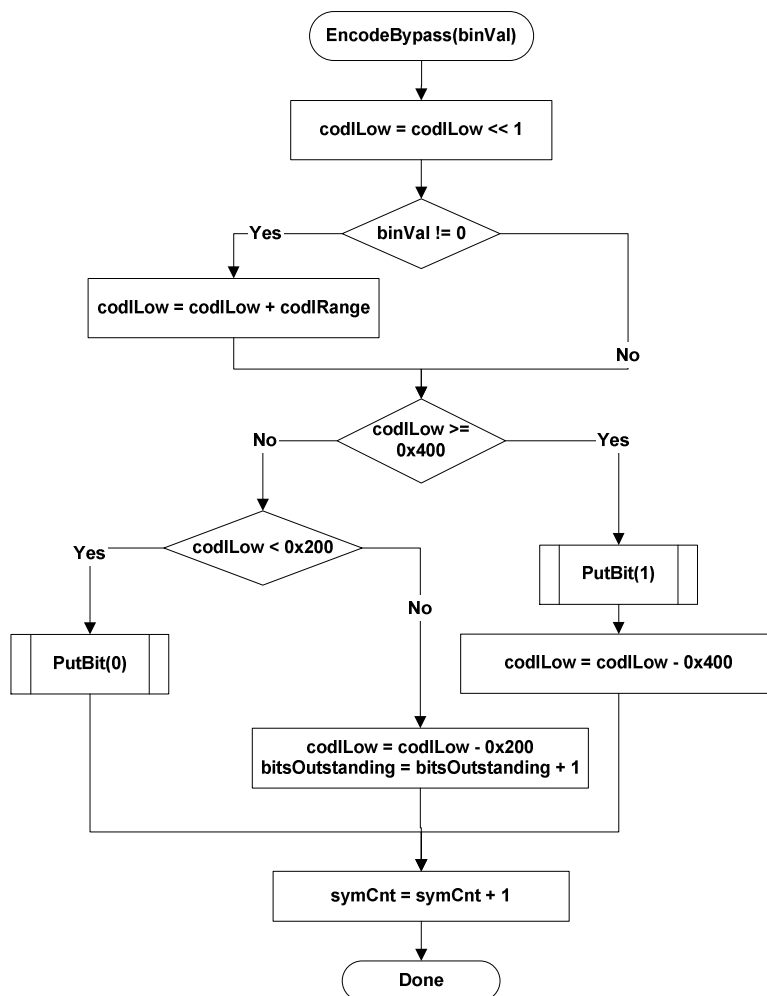 EncodeBypass(binVal)
codILow = codILow << 1
binVal != 0
Yes
codILow = codILow + codIRange
No
codILow >=
0x400
No
Yes
codILow < 0x200
Yes
No
PutBit(1)
PutBit(0)
codILow = codILow - 0x400
codILow = codILow - 0x200
bitsOutstanding = bitsOutstanding + 1
symCnt = symCnt + 1
Done